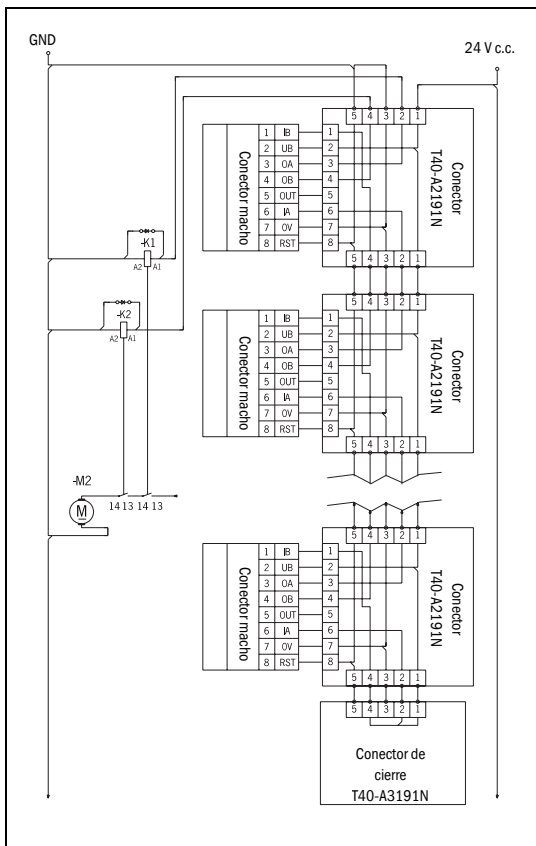 GND
24 V c.c.
5 4 3 2 1
Conector macho
1 IB 1
2 UB 2
3 OA 3
4 OB 4
5 OUT 5
6 IA 6
7 0V 7
8 RST 8
Conector
T40-A2191N
5 4 3 2 1
-K1
A2 A1
5 4 3 2 1
-K2
A2 A1
Conector macho
1 IB 1
2 UB 2
3 OA 3
4 OB 4
5 OUT 5
6 IA 6
7 0V 7
8 RST 8
Conector
T40-A2191N
5 4 3 2 1
-M2
M
14 13 14 13
5 4 3 2 1
Conector macho
1 IB 1
2 UB 2
3 OA 3
4 OB 4
5 OUT 5
6 IA 6
7 0V 7
8 RST 8
Conector
T40-A2191N
5 4 3 2 1
5 4 3 2 1
Conector de
cierre
T40-A3191N